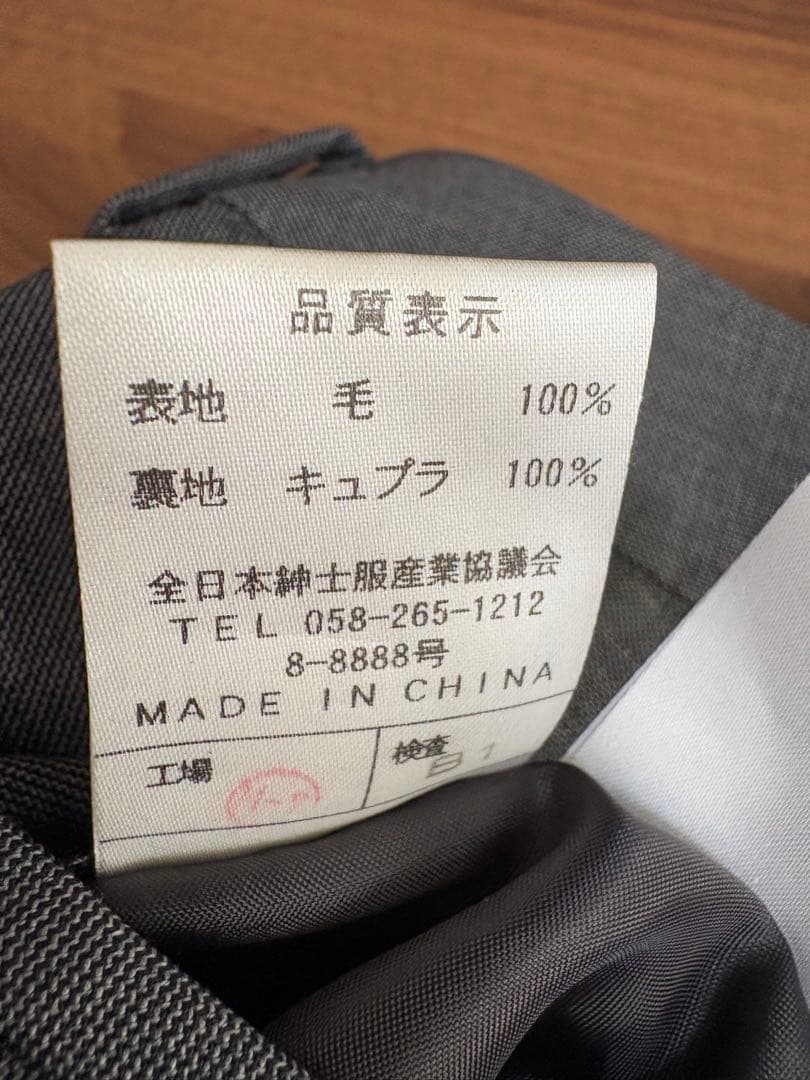 品質表示
表地 毛 100%
裏地 キュプラ 100%
全日本紳士服産業協議会
TEL 058-265-1212
8-8888号
MADE IN CHINA
工場 検査